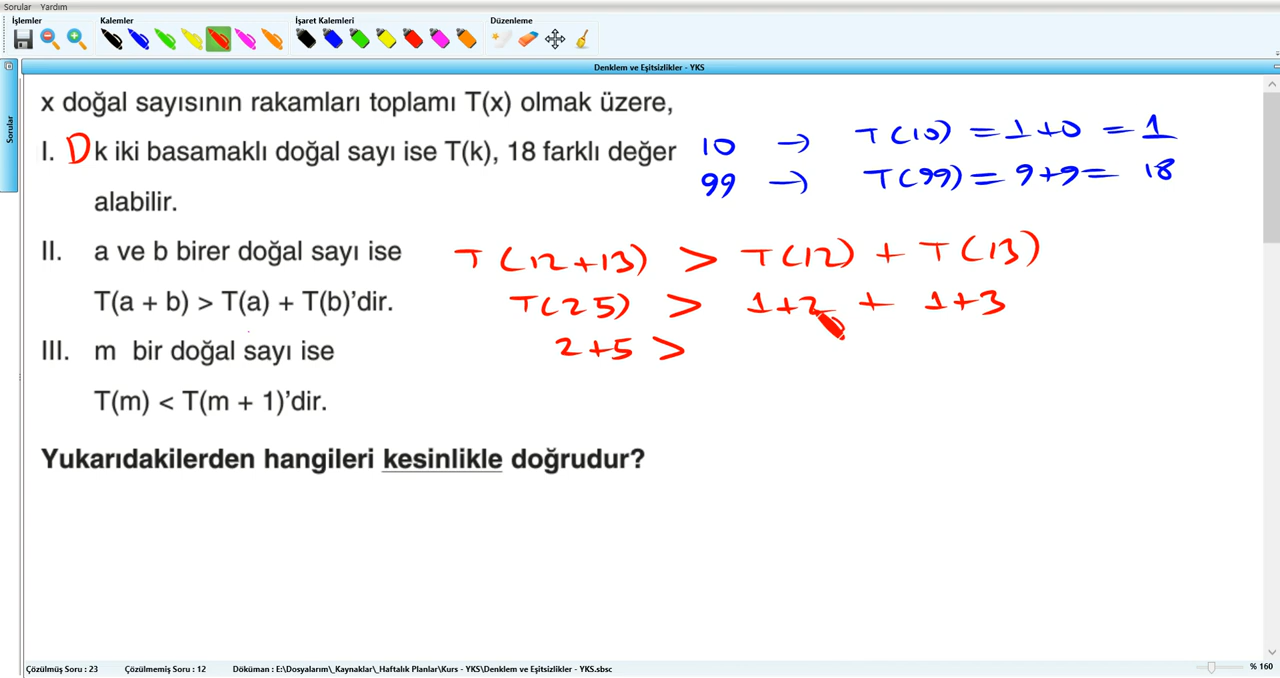 Sorular Yardım
İşlemler Kalemler İşaret Kalemleri Düzenleme
Denklem ve Eşitsizlikler - YKS
Sorular
x doğal sayısının rakamları toplamı T(x) olmak üzere,
I. D k iki basamaklı doğal sayı ise T(k), 18 farklı değer
alabilir.
10 → T(10) = 1+0 = 1
99 → T(99) = 9+9 = 18
II. a ve b birer doğal sayı ise
T(a + b) > T(a) + T(b)'dir.
T(12+13) > T(12) + T(13)
T(25) > 1+2 + 1+3
2+5 >
III. m bir doğal sayı ise
T(m) < T(m + 1)'dir.
Yukarıdakilerden hangileri kesinlikle doğrudur?
Çözülmüş Soru : 23 Çözülmemiş Soru : 12 Döküman : E:\Dosyalarım\_Kaynaklar\_Haftalık Planlar\Kurs - YKS\Denklem ve Eşitsizlikler - YKS.sbsc % 160